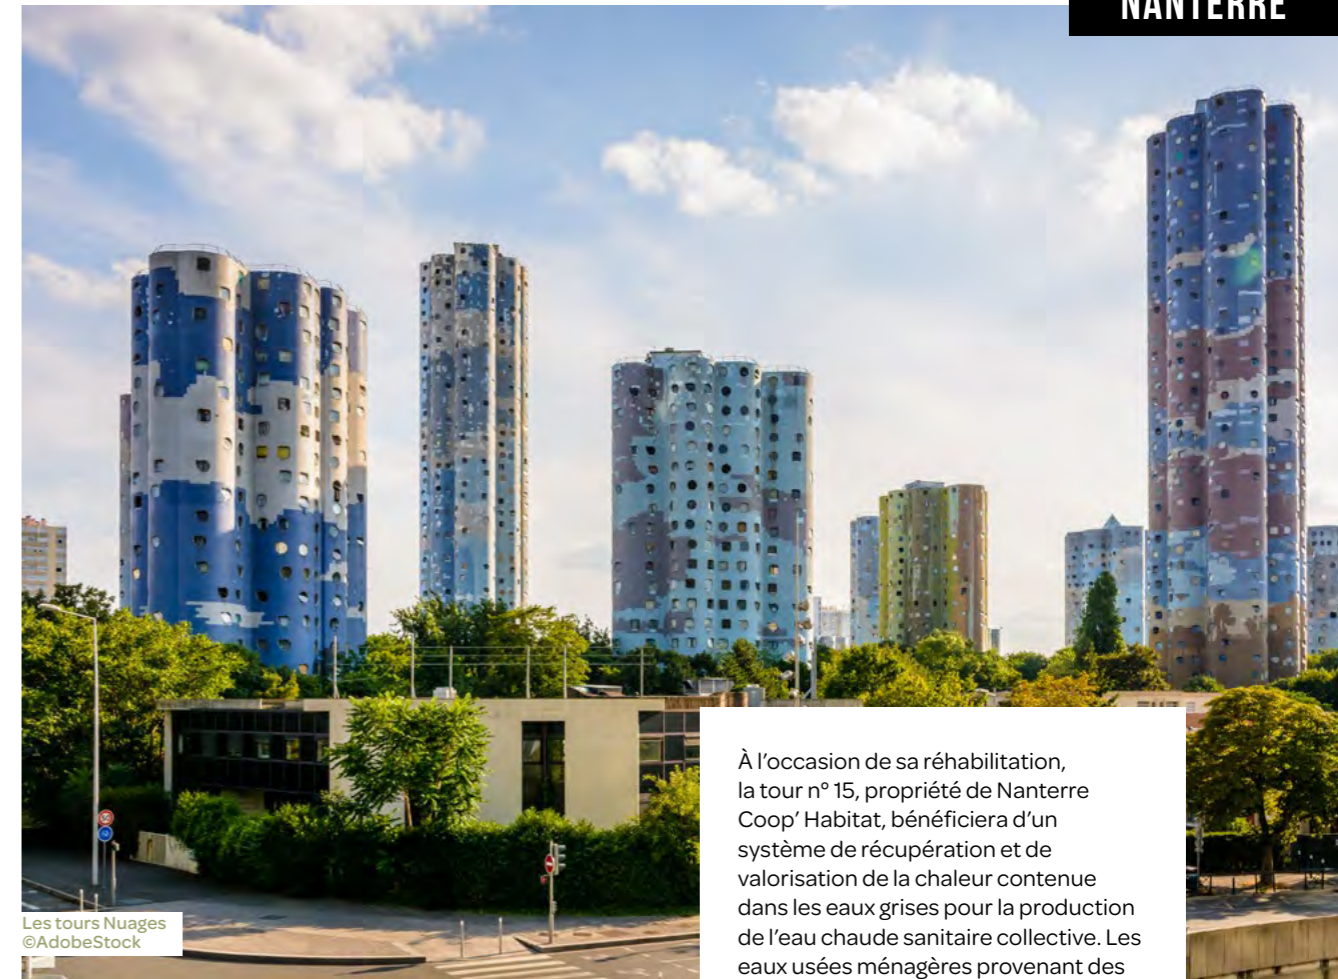 NANTERRE
À l'occasion de sa réhabilitation,
la tour n° 15, propriété de Nanterre
Coop' Habitat, bénéficiera d'un
système de récupération et de
valorisation de la chaleur contenue
dans les eaux grises pour la production
de l'eau chaude sanitaire collective. Les
eaux usées ménagères provenant des
Les tours Nuages
©AdobeStock